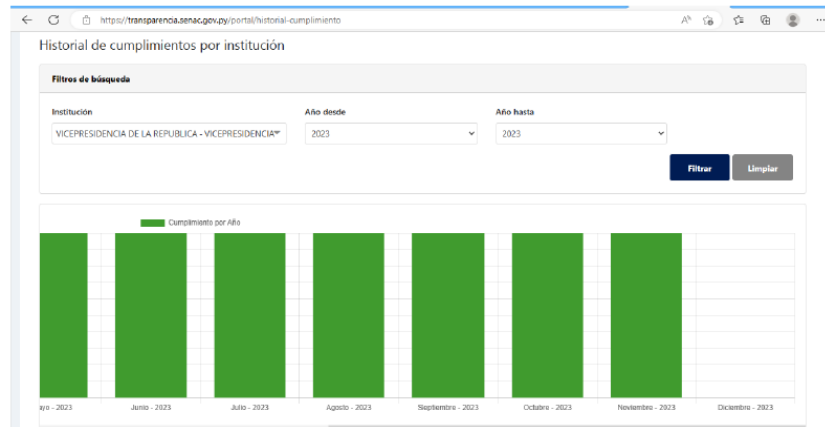 https://transparencia.senac.gov.py/portal/historial-cumplimiento
Historial de cumplimientos por institución
Filtros de búsqueda
Institución Año desde Año hasta
VICEPRESIDENCIA DE LA REPUBLICA - VICEPRESIDENCIA 2023 2023
Filtrar Limpiar
Cumplimiento por Año
ayo - 2023 Junio - 2023 Julio - 2023 Agosto - 2023 Septiembre - 2023 Octubre - 2023 Noviembre - 2023 Diciembre - 2023